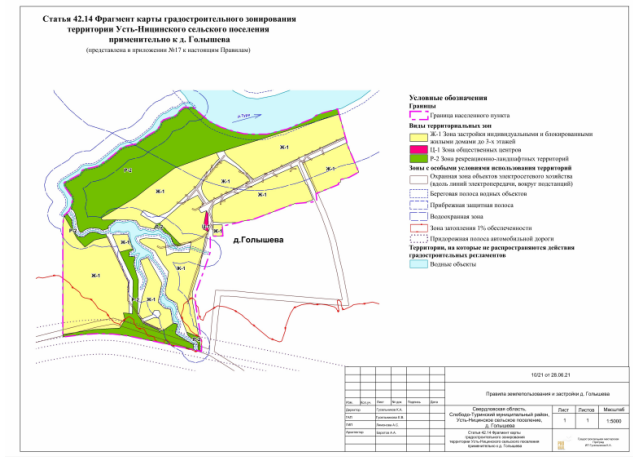 Статья 42.14 Фрагмент карты градостроительного зонирования
территории Усть-Ницинского сельского поселения
применительно к д. Голышева
(представлена в приложении №17 к настоящим Правилам)
р.Тура
Ж-1
Ж-1
Ж-1
Ж-1
Ж-1
Ж-1
Ж-1
Ж-1
Ж-1
д.Голышева
Условные обозначения
Границы
Граница населенного пункта
Виды территориальных зон
Ж-1 Зона застройки индивидуальными и блокированными
жилыми домами до 3-х этажей
Ц-1 Зона общественных центров
Р-2 Зона рекреационно-ландшафтных территорий
Зоны с особыми условиями использования территорий
Охранная зона объектов электросетевого хозяйства
(вдоль линий электропередачи, вокруг подстанций)
Береговая полоса водных объектов
Прибрежная защитная полоса
Водоохранная зона
Зона затопления 1% обеспеченности
Придорожная полоса автомобильной дороги
Территории, на которые не распространяются действия
градостроительных регламентов
Водные объекты
10/21 от 28.06.21
Правила землепользования и застройки д. Голышева
Свердловская область,
Слободо-Туринский муниципальный район,
Усть-Ницинское сельское поселение,
д. Голышева
Лист Листов Масштаб
1 1 1:5000
Статья 42.14 Фрагмент карты
градостроительного зонирования
территории Усть-Ницинского сельского поселения
применительно к д. Голышева